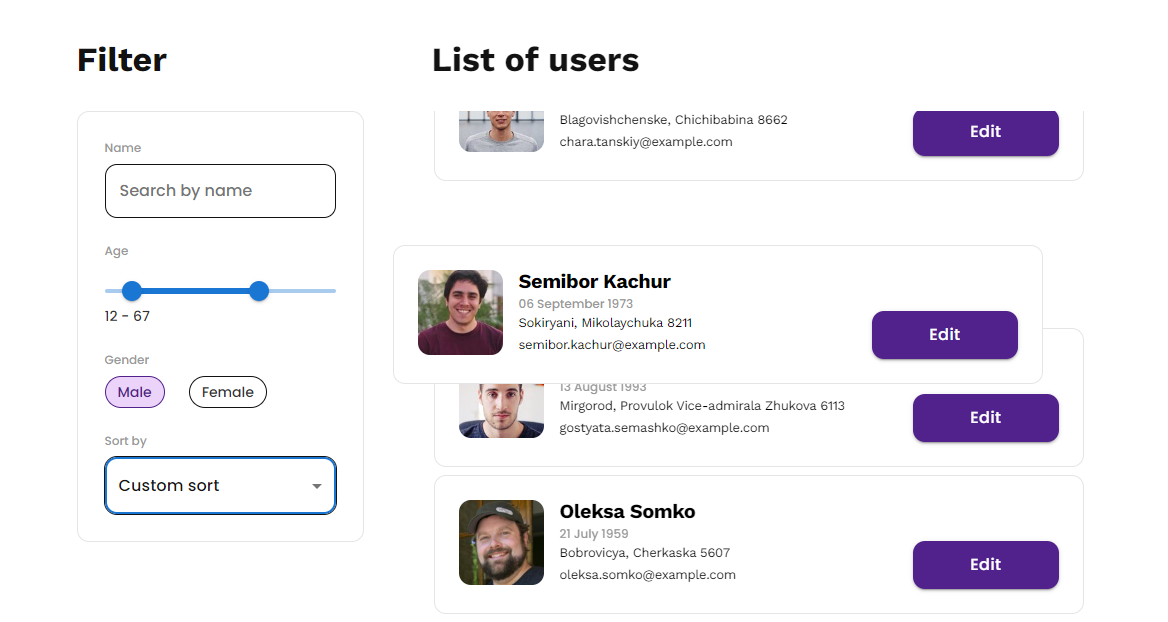 Filter
Name
Search by name
Age
12 - 67
Gender
Male
Female
Sort by
Custom sort
List of users
Blagovishchenske, Chichibabina 8662
chara.tanskiy@example.com
Edit
Semibor Kachur
06 September 1973
Sokiryani, Mikolaychuka 8211
semibor.kachur@example.com
Edit
13 August 1993
Mirgorod, Provulok Vice-admirala Zhukova 6113
gostyata.semashko@example.com
Edit
Oleksa Somko
21 July 1959
Bobrovicya, Cherkaska 5607
oleksa.somko@example.com
Edit